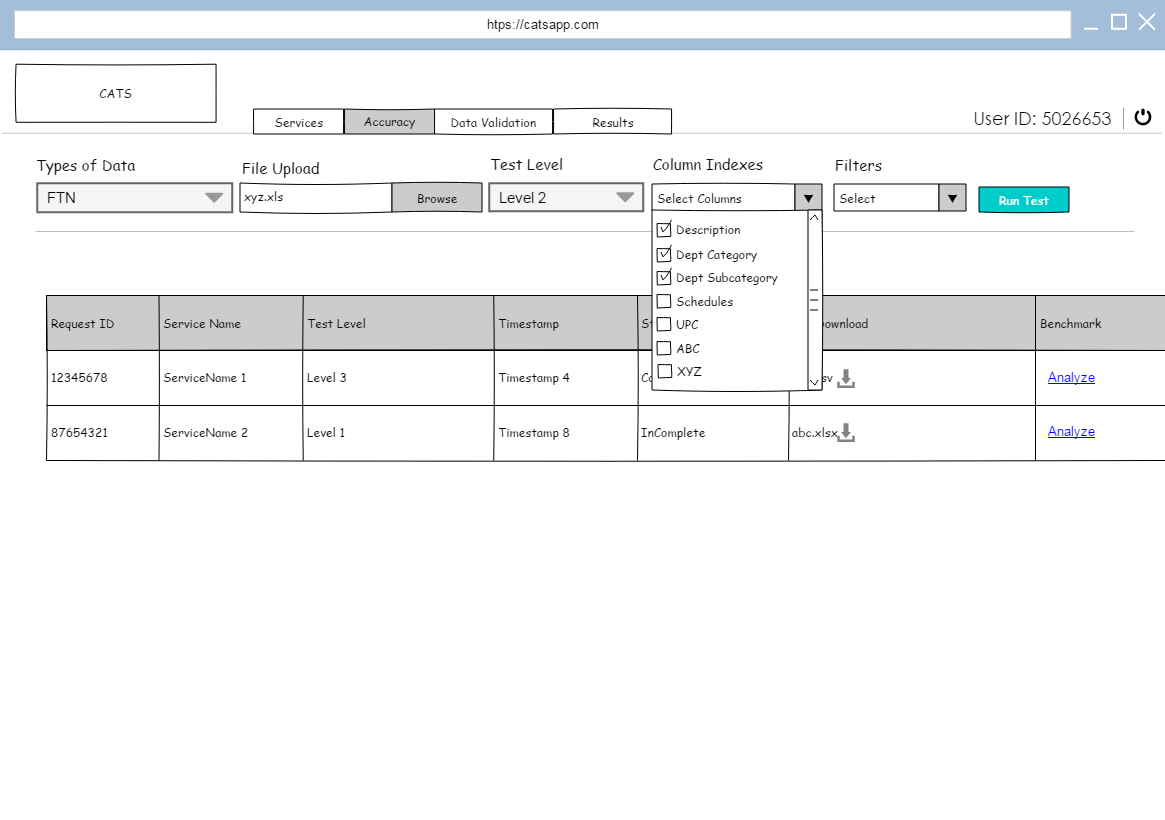 htps://catsapp.com
CATS
Services Accuracy Data Validation Results
User ID: 5026653
Types of Data File Upload Test Level Column Indexes Filters
FTN xyz.xls Browse Level 2 Select Columns Select Run Test
Description
Dept Category
Dept Subcategory
Schedules
UPC
ABC
XYZ
Request ID Service Name Test Level Timestamp ownload Benchmark
12345678 ServiceName 1 Level 3 Timestamp 4 Analyze
87654321 ServiceName 2 Level 1 Timestamp 8 InComplete abc.xlsx Analyze